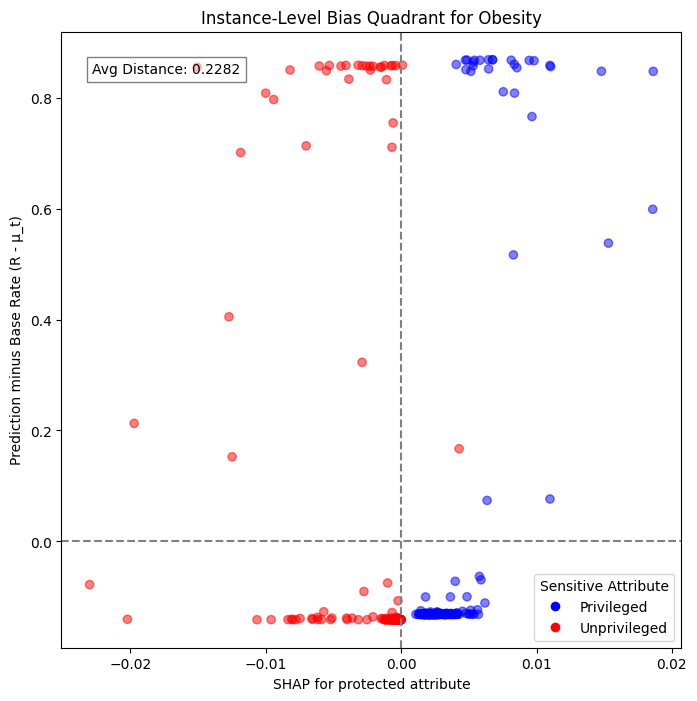 Instance-Level Bias Quadrant for Obesity
Avg Distance: 0.2282
Prediction minus Base Rate (R - μ_t)
0.8
0.6
0.4
0.2
0.0
Sensitive Attribute
Privileged
Unprivileged
−0.02
−0.01
0.00
0.01
0.02
SHAP for protected attribute